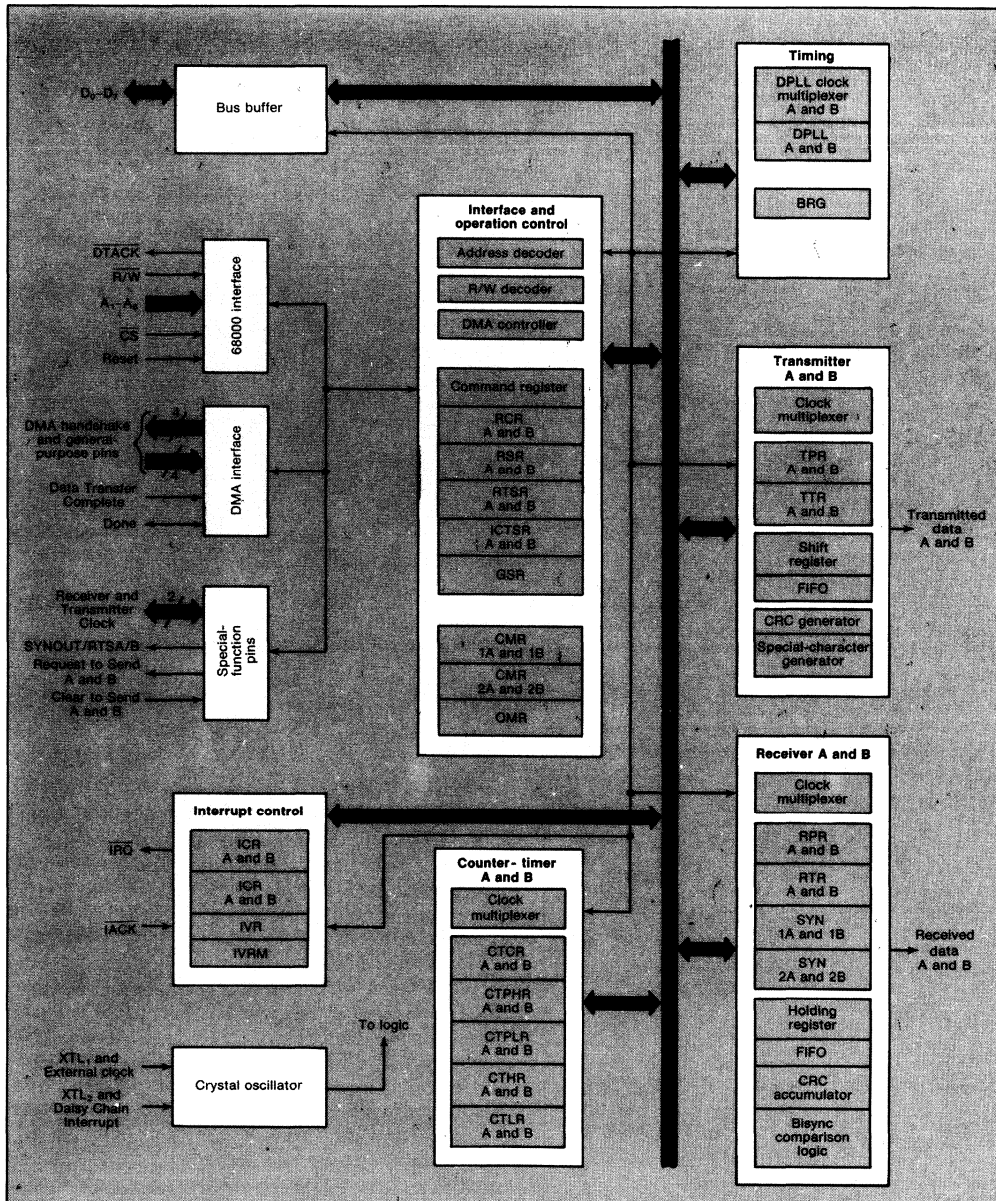 D₀–D₇
Bus buffer
Timing
DPLL clock
multiplexer
A and B
DPLL
A and B
BRG
Interface and
operation control
Address decoder
R/W decoder
DMA controller
Command register
RCR
A and B
RSR
A and B
RTSR
A and B
ICTSR
A and B
GSR
CMR
1A and 1B
CMR
2A and 2B
OMR
DTACK
R/W
A₁–A₆
CS
Reset
68000 interface
DMA handshake
and general-
purpose pins
4
4
Data Transfer
Complete
Done
DMA interface
Receiver and
Transmitter
Clock
2
SYNOUT/RTSA/B
Request to Send
A and B
Clear to Send
A and B
Special-
function
pins
Transmitter
A and B
Clock
multiplexer
TPR
A and B
TTR
A and B
Shift
register
FIFO
CRC generator
Special-character
generator
Transmitted
data
A and B
Interrupt control
ICR
A and B
ICR
A and B
IVR
IVRM
IRQ
IACK
Counter- timer
A and B
Clock
multiplexer
CTCR
A and B
CTPHR
A and B
CTPLR
A and B
CTHR
A and B
CTLR
A and B
Receiver A and B
Clock
multiplexer
RPR
A and B
RTR
A and B
SYN
1A and 1B
SYN
2A and 2B
Holding
register
FIFO
CRC
accumulator
Bisync
comparison
logic
Received
data
A and B
To logic
XTL₁ and
External clock
XTL₂ and
Daisy Chain
Interrupt
Crystal oscillator